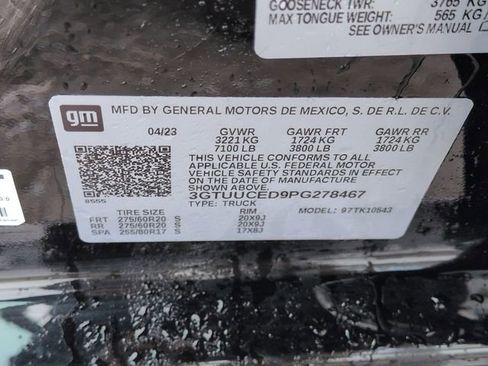 GOOSENECK TWR: 3765 KG
MAX TONGUE WEIGHT: 565 KG
SEE OWNER'S MANUAL
gm
MFD BY GENERAL MOTORS DE MEXICO, S. DE R.L. DE C.V.
04/23 GVWR GAWR FRT GAWR RR
3221 KG 1724 KG 1724 KG
7100 LB 3800 LB 3800 LB
THIS VEHICLE CONFORMS TO ALL
APPLICABLE U.S. FEDERAL MOTOR
VEHICLE SAFETY STANDARDS IN EFFECT
ON THE DATE OF MANUFACTURE
SHOWN ABOVE.
3GTUUCED9PG278467
TYPE: TRUCK MODEL: 97TK10543
8555
TIRE SIZE RIM
FRT 275/60R20 S 20X9J
RR 275/60R20 S 20X9J
SPA 255/80R17 S 17X8J